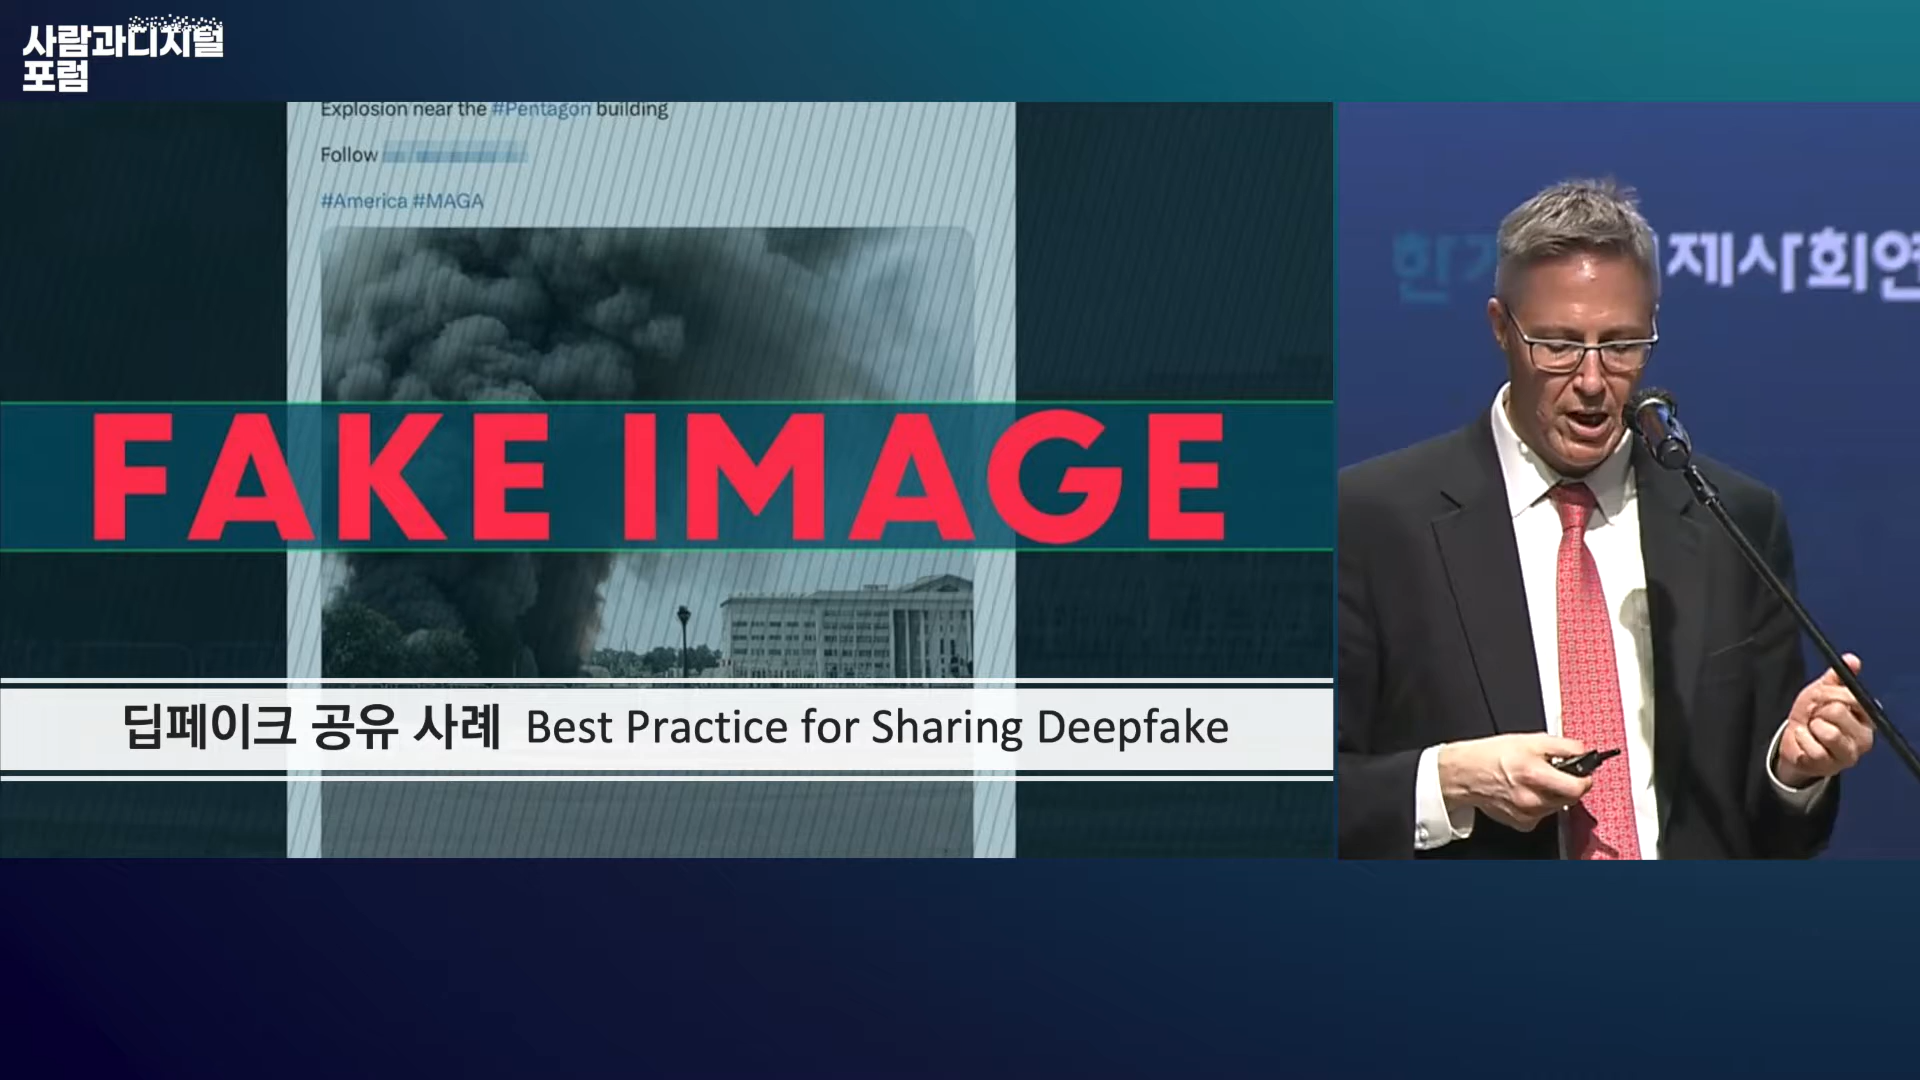 사람과디지털
포럼
Explosion near the #Pentagon building
Follow
#America #MAGA
FAKE IMAGE
딥페이크 공유 사례 Best Practice for Sharing Deepfake
제사회연